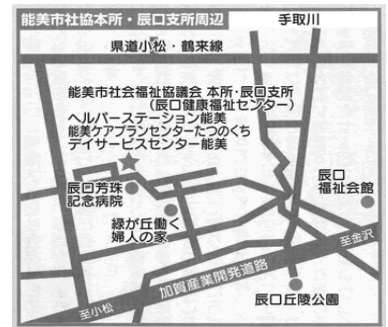 能美市社協本所・辰口支所周辺
手取川
県道小松・鶴来線
能美市社会福祉協議会 本所・辰口支所
(辰口健康福祉センター)
ヘルパーステーション能美
能美ケアプランセンターたつのくち
デイサービスセンター能美
辰口芳珠
記念病院
辰口
福祉会館
緑が丘働く
婦人の家
至金沢
加賀産業開発道路
至小松
辰口丘陵公園